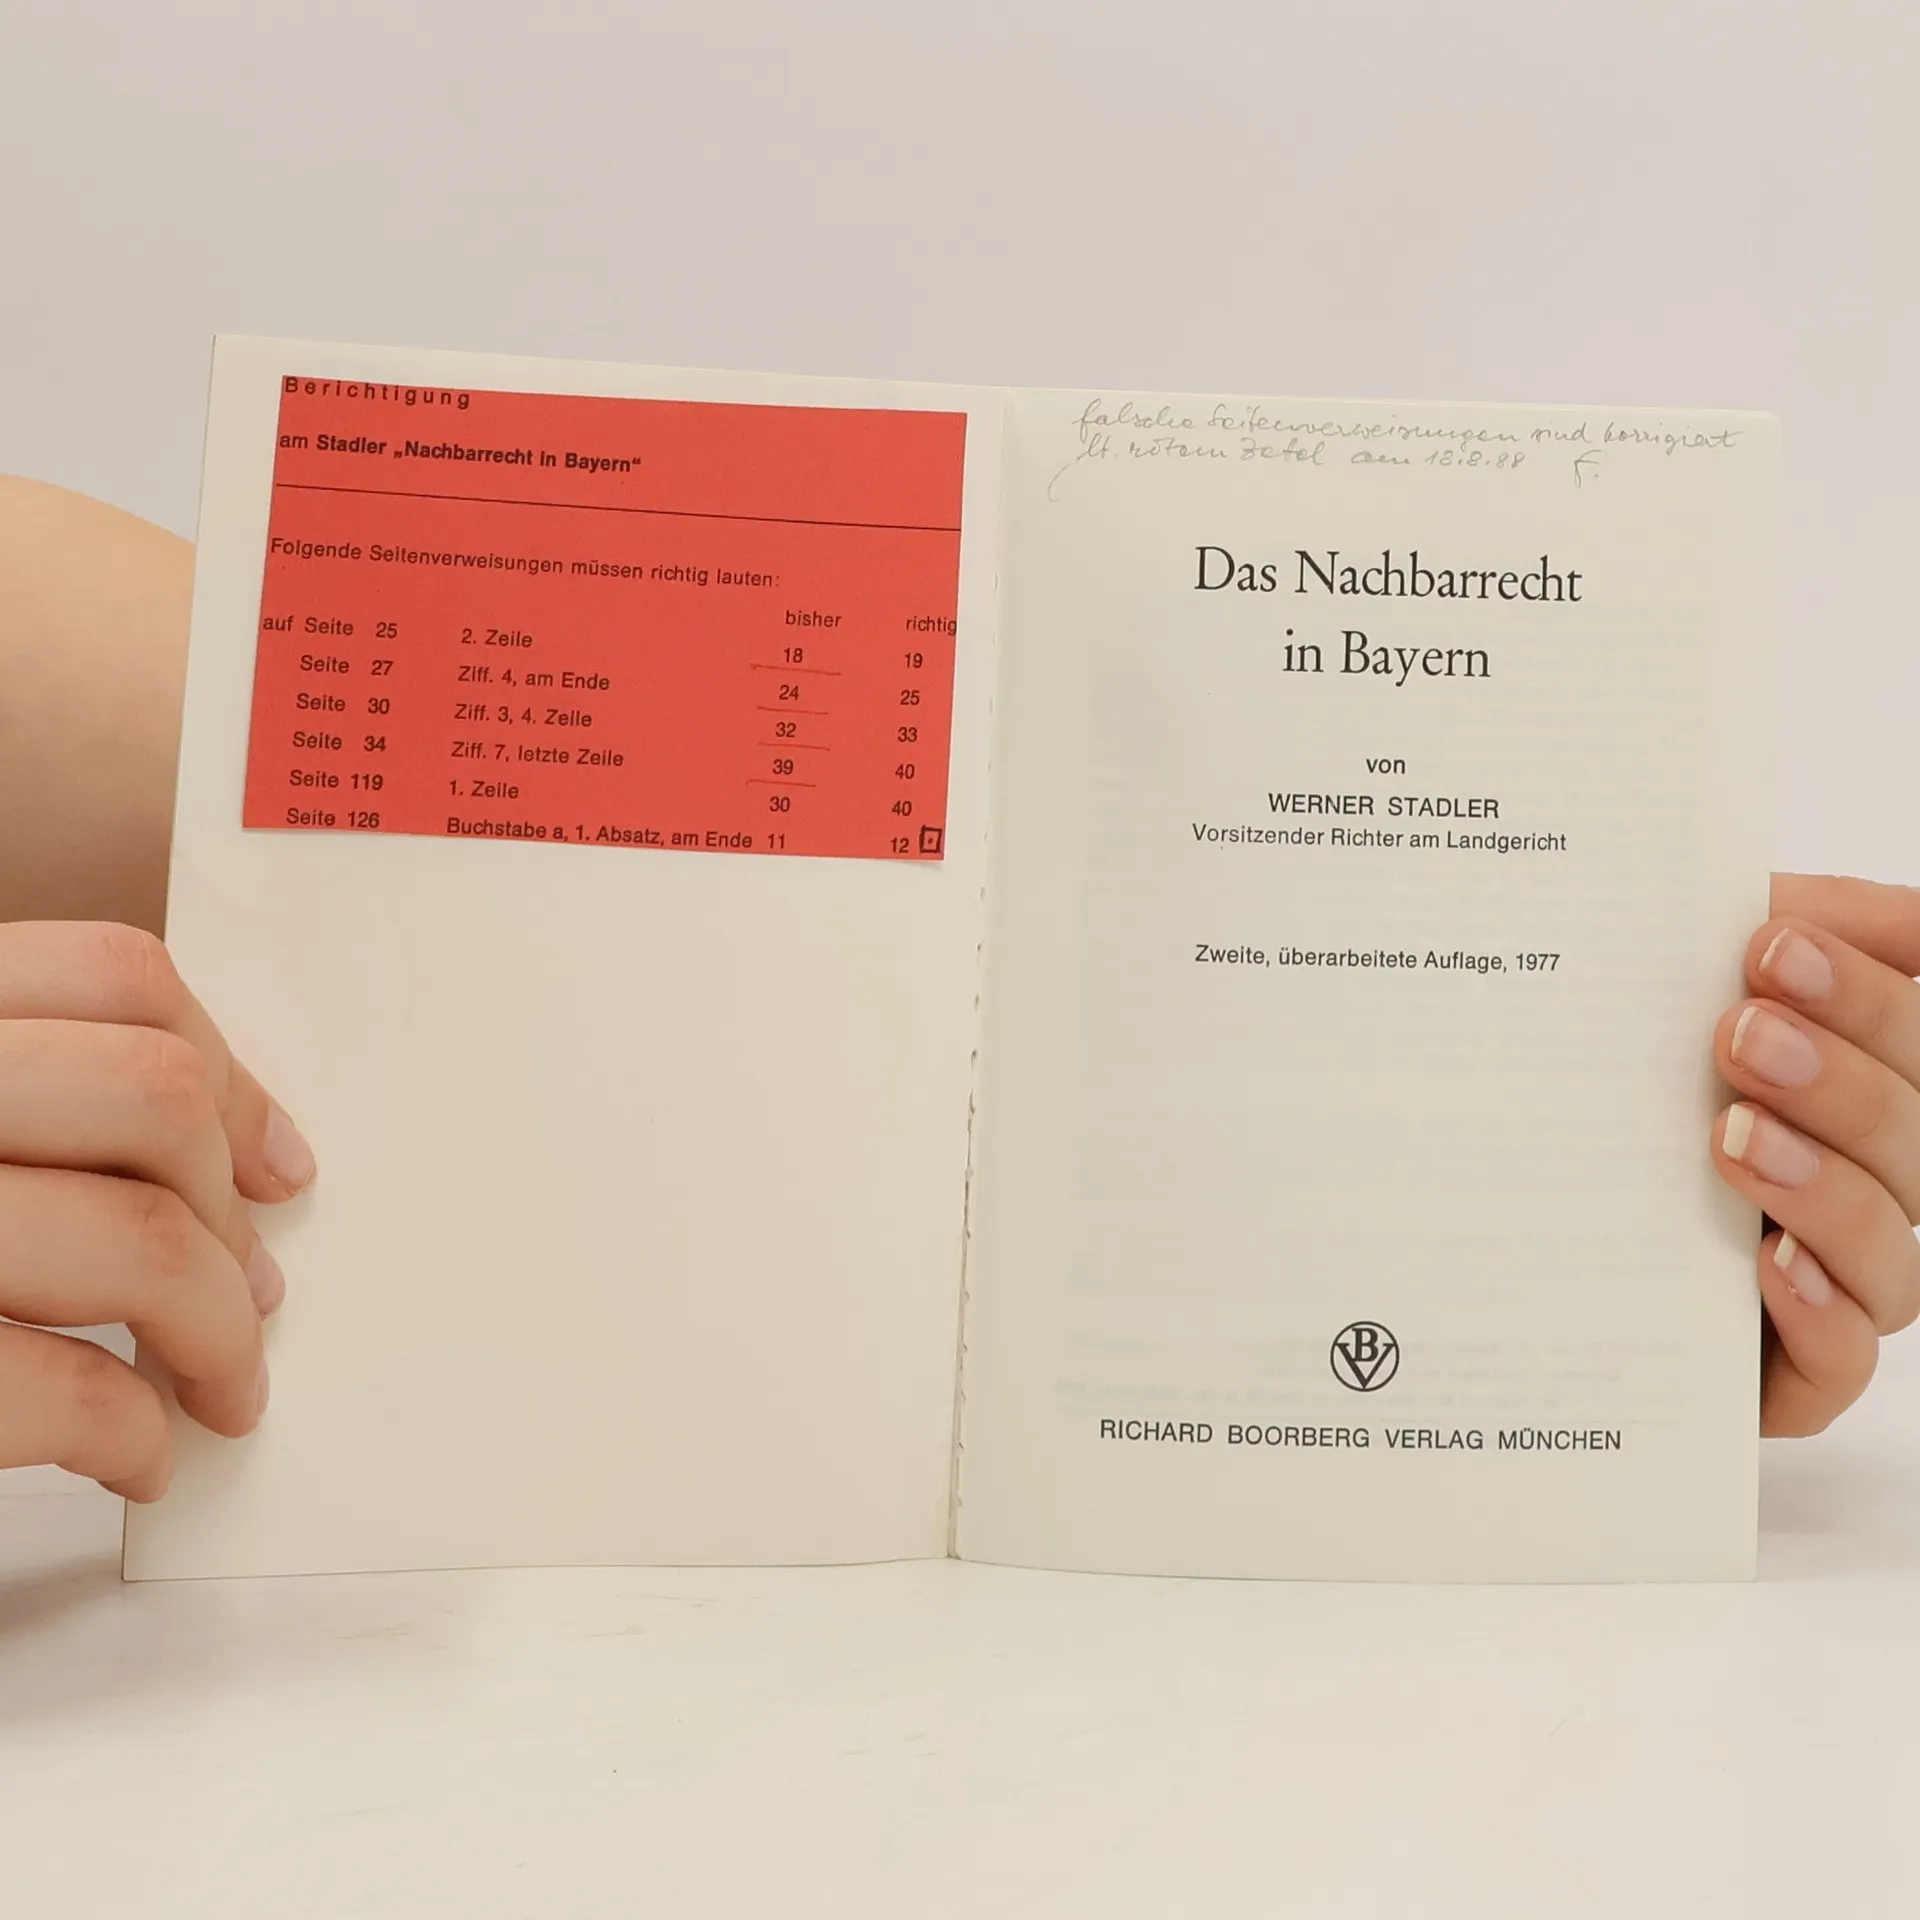 Berichtigung
am Stadler „Nachbarrecht in Bayern“
Folgende Seitenverweisungen müssen richtig lauten:
bisher richtig
auf Seite 25 2. Zeile 18 19
Seite 27 Ziff. 4, am Ende 24 25
Seite 30 Ziff. 3, 4. Zeile 32 33
Seite 34 Ziff. 7, letzte Zeile 39 40
Seite 119 1. Zeile 30 40
Seite 126 Buchstabe a, 1. Absatz, am Ende 11 12
falsche Seitenverweisungen sind korrigiert
lt. rotem Zettel am 18.8.88 F.
Das Nachbarrecht
in Bayern
von
WERNER STADLER
Vorsitzender Richter am Landgericht
Zweite, überarbeitete Auflage, 1977
BV
RICHARD BOORBERG VERLAG MÜNCHEN